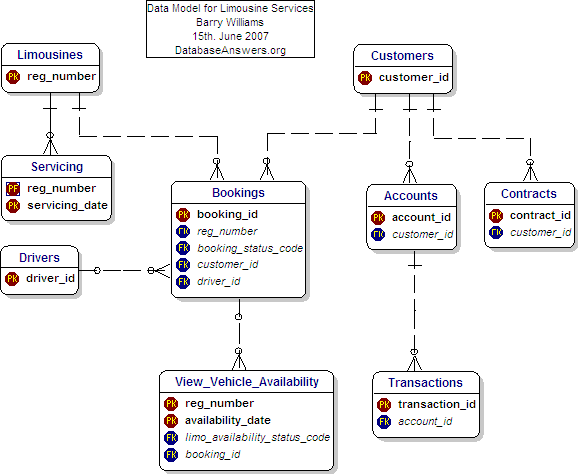 Data Model for Limousine Services
Barry Williams
15th. June 2007
DatabaseAnswers.org
Limousines
PK reg_number
Customers
PK customer_id
Servicing
PF reg_number
PK servicing_date
Bookings
PK booking_id
FK reg_number
FK booking_status_code
FK customer_id
FK driver_id
Accounts
PK account_id
FK customer_id
Contracts
PK contract_id
FK customer_id
Drivers
PK driver_id
View_Vehicle_Availability
PK reg_number
PK availability_date
FK limo_availability_status_code
FK booking_id
Transactions
PK transaction_id
FK account_id